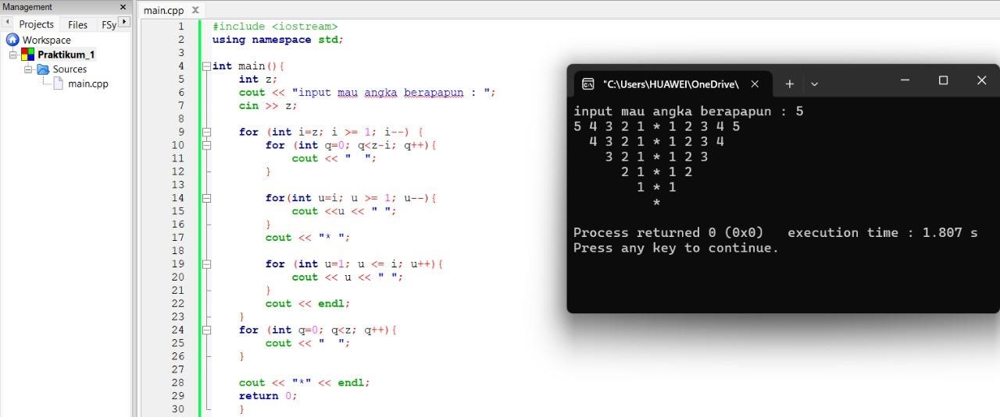 Management
Projects Files FSy
Workspace
Praktikum_1
Sources
main.cpp
main.cpp
1 #include <iostream>
2 using namespace std;
3
4 int main(){
5     int z;
6     cout << "input mau angka berapapun : ";
7     cin >> z;
8
9     for (int i=z; i >= 1; i--) {
10         for (int q=0; q<z-i; q++){
11             cout << "  ";
12         }
13
14         for(int u=i; u >= 1; u--){
15             cout <<u << " ";
16         }
17         cout << "* ";
18
19         for (int u=1; u <= i; u++){
20             cout << u << " ";
21         }
22         cout << endl;
23     }
24     for (int q=0; q<z; q++){
25         cout << "  ";
26     }
27
28     cout << "*" << endl;
29     return 0;
30     }
"C:\Users\HUAWEI\OneDrive\
input mau angka berapapun : 5
5 4 3 2 1 * 1 2 3 4 5
  4 3 2 1 * 1 2 3 4
    3 2 1 * 1 2 3
      2 1 * 1 2
        1 * 1
          *
Process returned 0 (0x0)   execution time : 1.807 s
Press any key to continue.